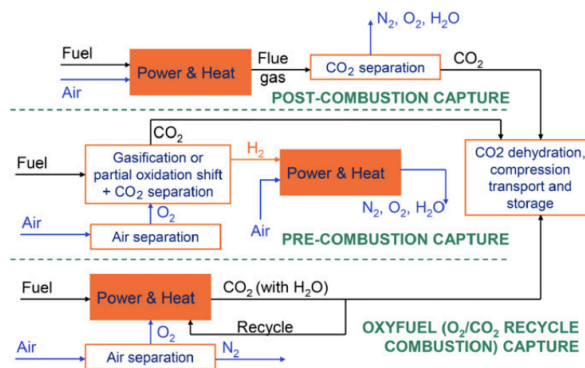 N₂, O₂, H₂O
Fuel
Air
Power & Heat
Flue
gas
CO₂ separation
CO₂
POST-COMBUSTION CAPTURE
CO₂
Fuel
Gasification or
partial oxidation shift
+ CO₂ separation
H₂
Power & Heat
CO2 dehydration,
compression
transport and
storage
Air
O₂
Air separation
Air
N₂, O₂, H₂O
PRE-COMBUSTION CAPTURE
Fuel
Power & Heat
CO₂ (with H₂O)
Recycle
O₂
Air
Air separation
N₂
OXYFUEL (O₂/CO₂ RECYCLE
COMBUSTION) CAPTURE